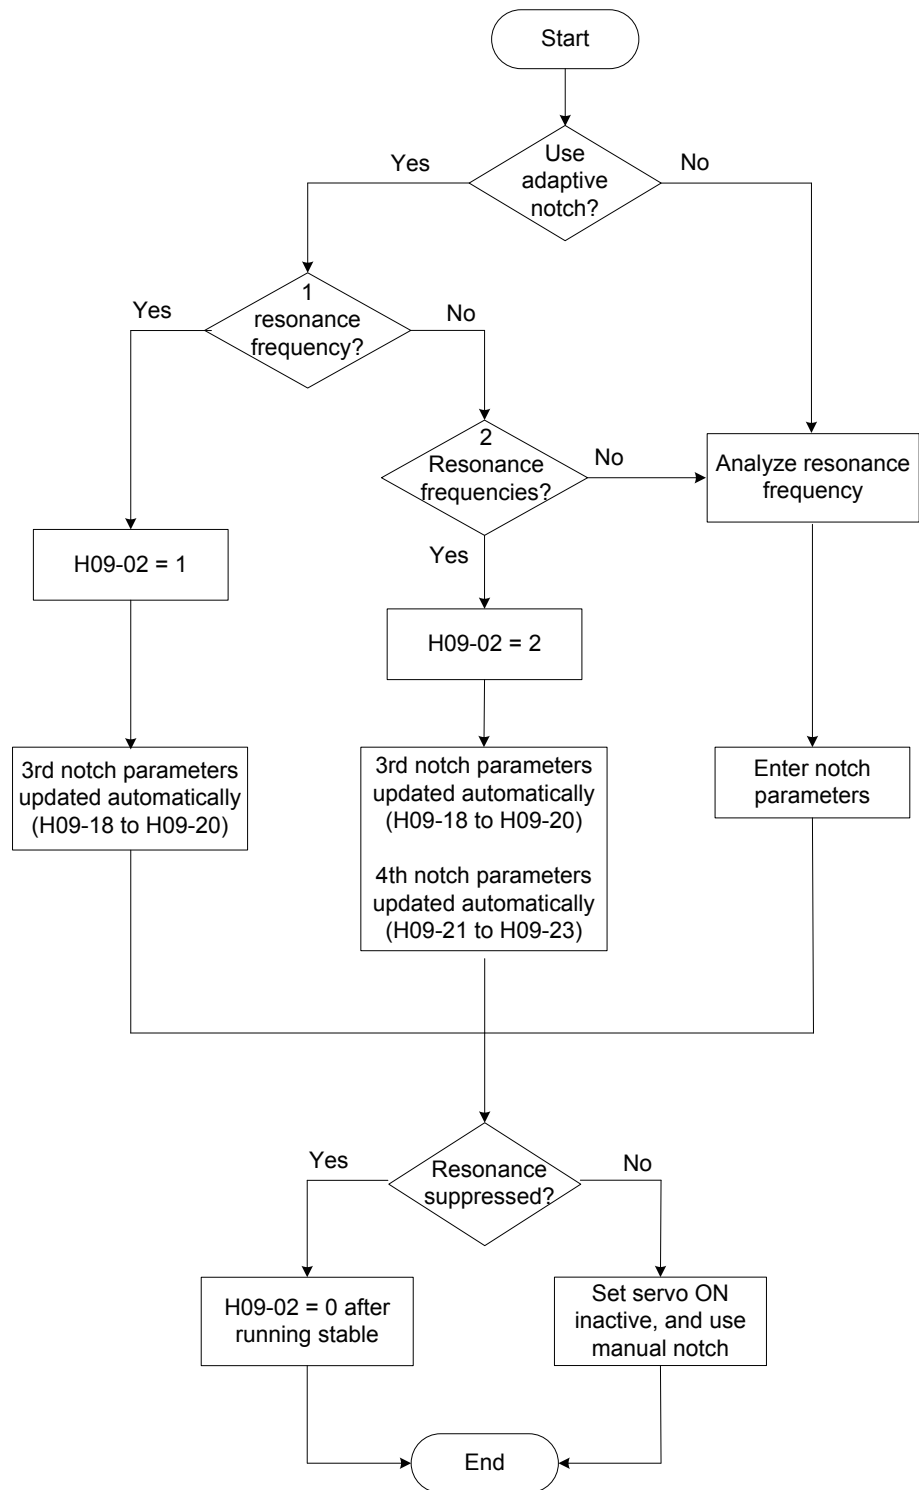 Start
Use
adaptive
notch?
Yes
No
1
resonance
frequency?
Yes
No
2
Resonance
frequencies?
No
Yes
Analyze resonance
frequency
H09-02 = 1
H09-02 = 2
3rd notch parameters
updated automatically
(H09-18 to H09-20)
3rd notch parameters
updated automatically
(H09-18 to H09-20)
4th notch parameters
updated automatically
(H09-21 to H09-23)
Enter notch
parameters
Resonance
suppressed?
Yes
No
H09-02 = 0 after
running stable
Set servo ON
inactive, and use
manual notch
End